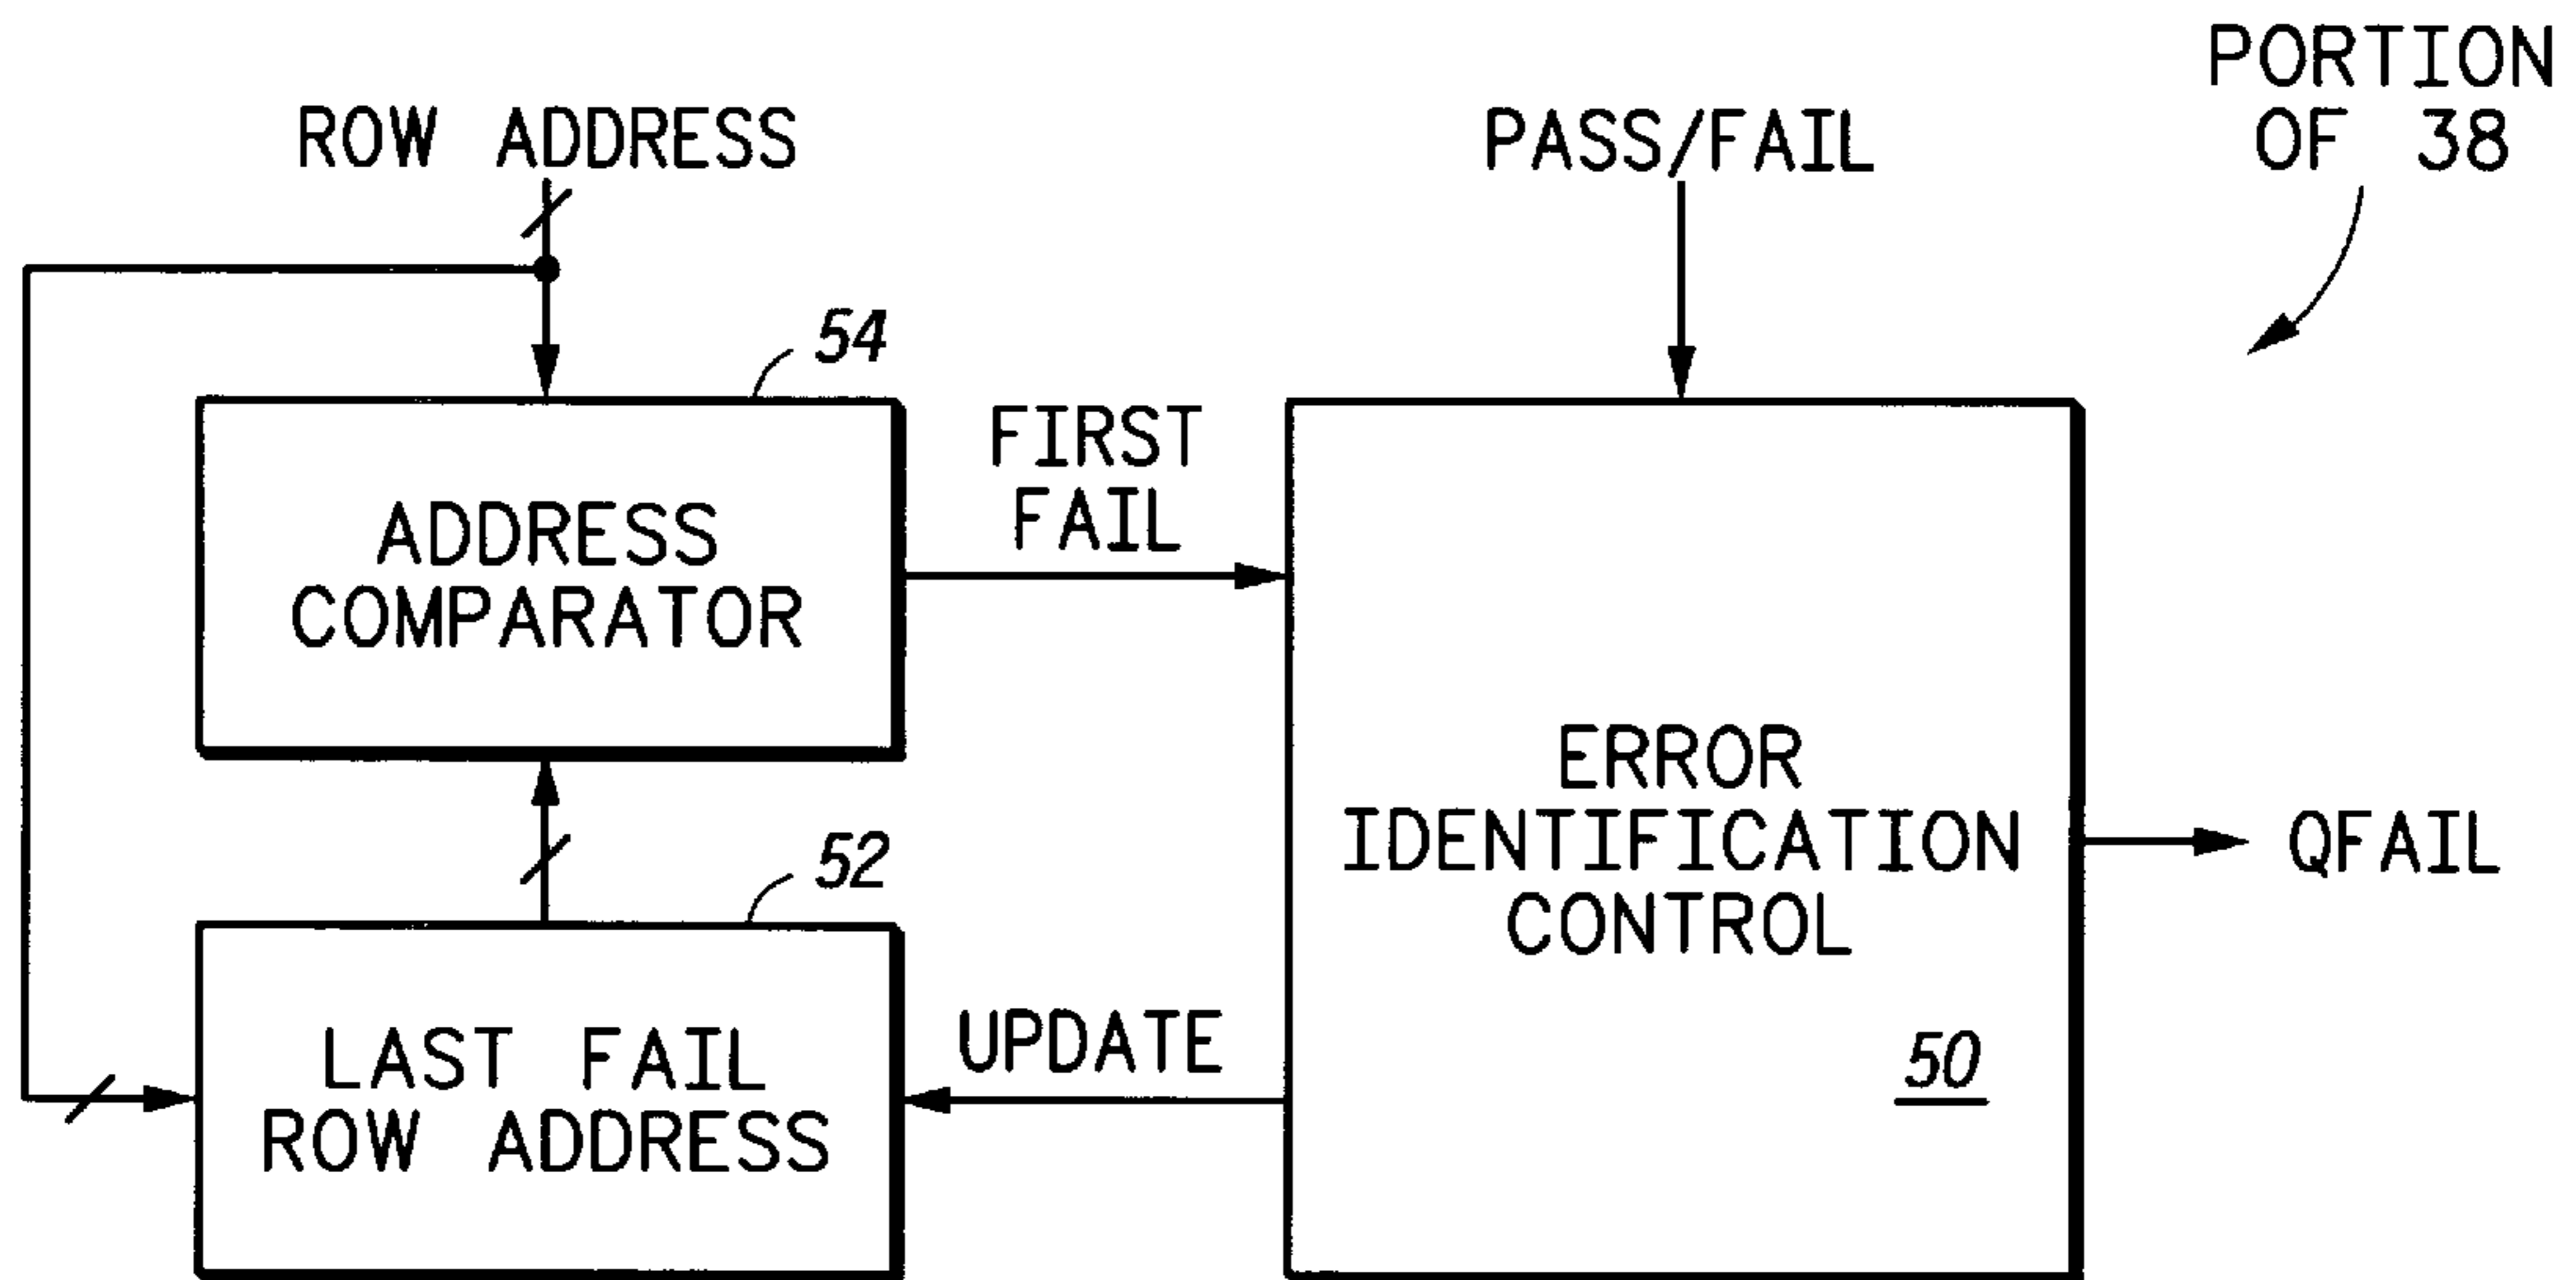 PORTION
OF 38
ROW ADDRESS
PASS/FAIL
54
FIRST
FAIL
ADDRESS
COMPARATOR
ERROR
IDENTIFICATION
CONTROL
50
QFAIL
52
UPDATE
LAST FAIL
ROW ADDRESS